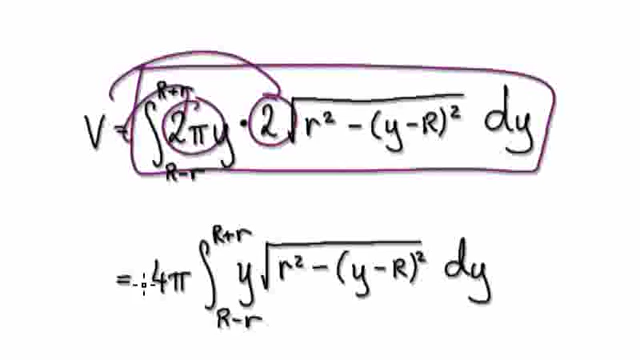 V = ∫_{R-r}^{R+r} 2πy · 2√(r² - (y-R)²) dy
= 4π ∫_{R-r}^{R+r} y√(r² - (y-R)²) dy